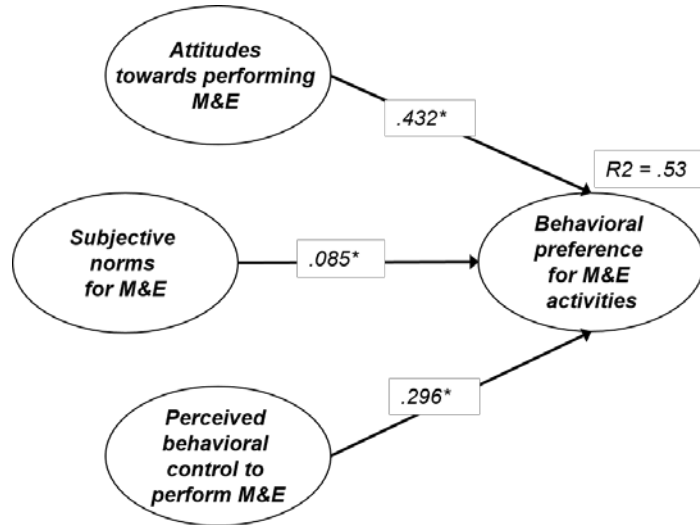 Attitudes
towards performing
M&E
.432*
R2 = .53
Subjective
norms
for M&E
.085*
Behavioral
preference
for M&E
activities
.296*
Perceived
behavioral
control to
perform M&E